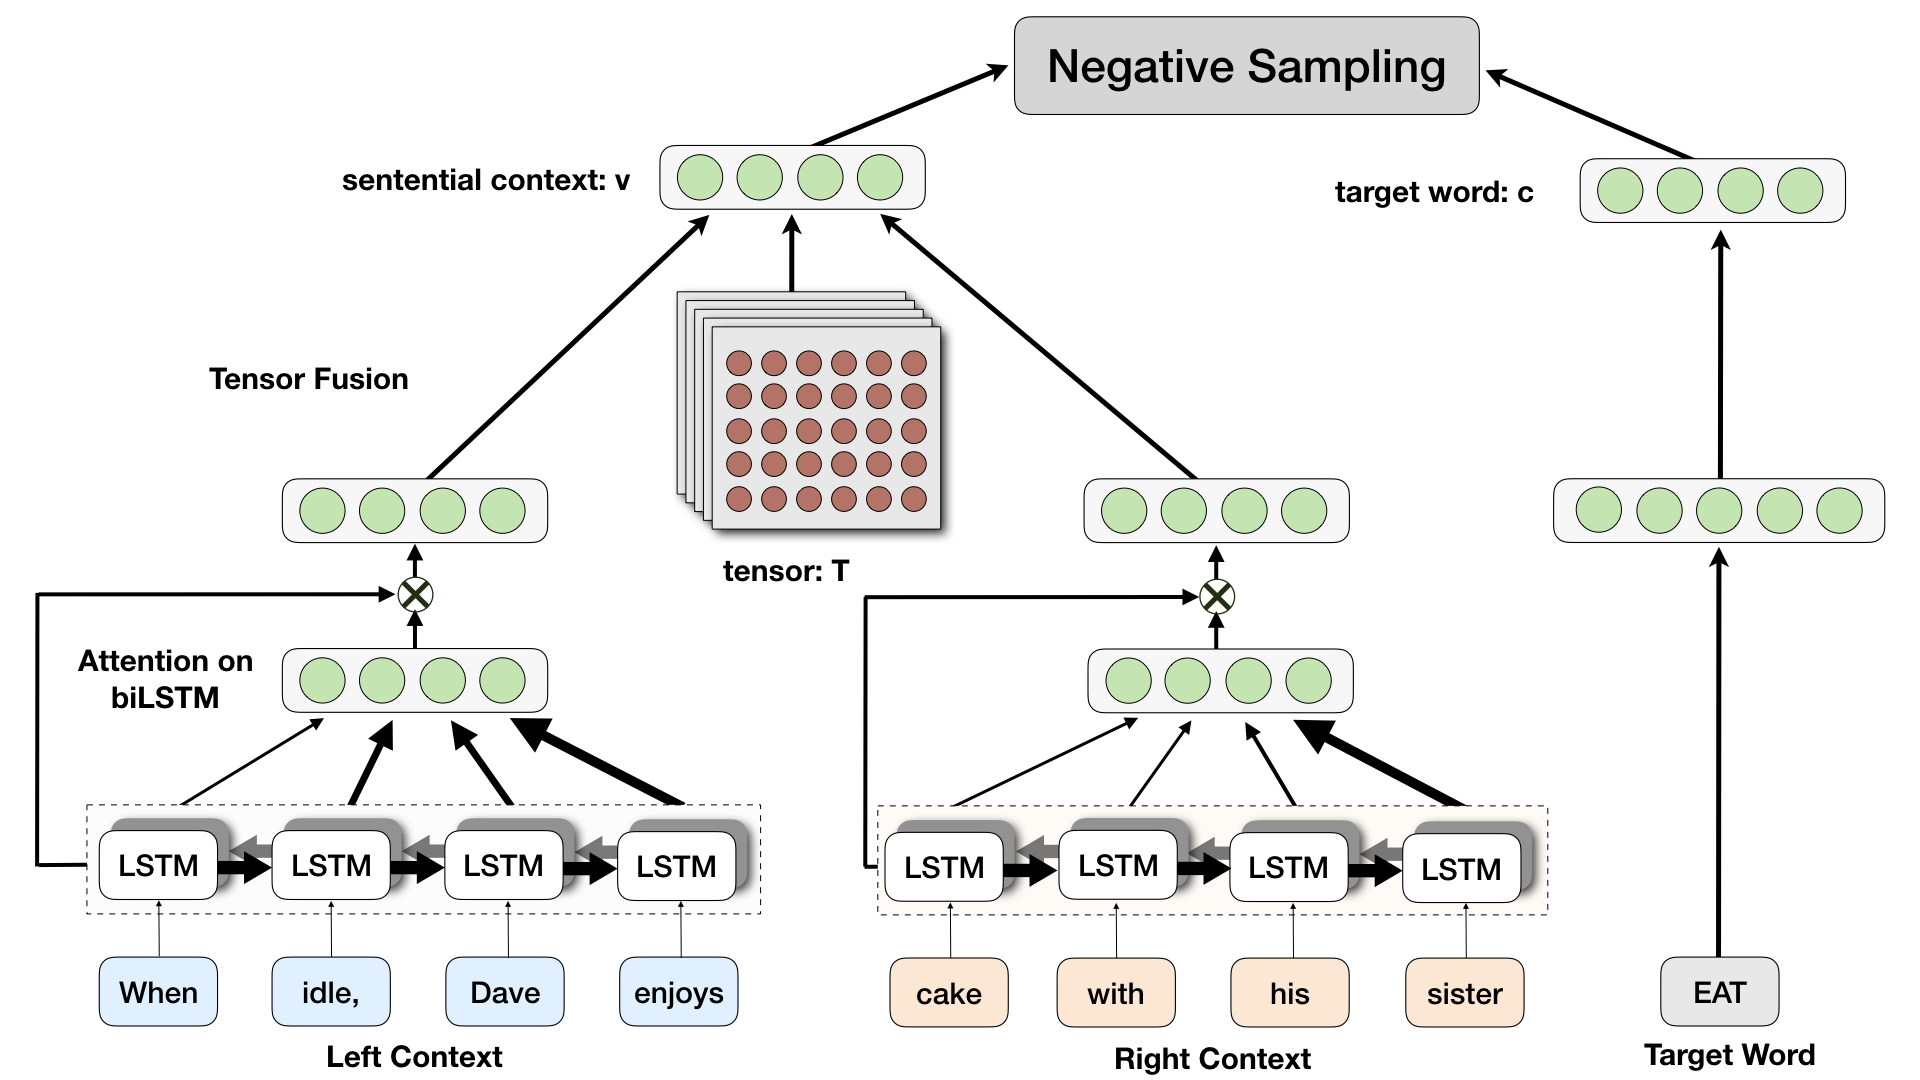 Negative Sampling
sentential context: v
target word: c
Tensor Fusion
tensor: T
Attention on
biLSTM
LSTM LSTM LSTM LSTM
LSTM LSTM LSTM LSTM
When idle, Dave enjoys
cake with his sister
EAT
Left Context
Right Context
Target Word